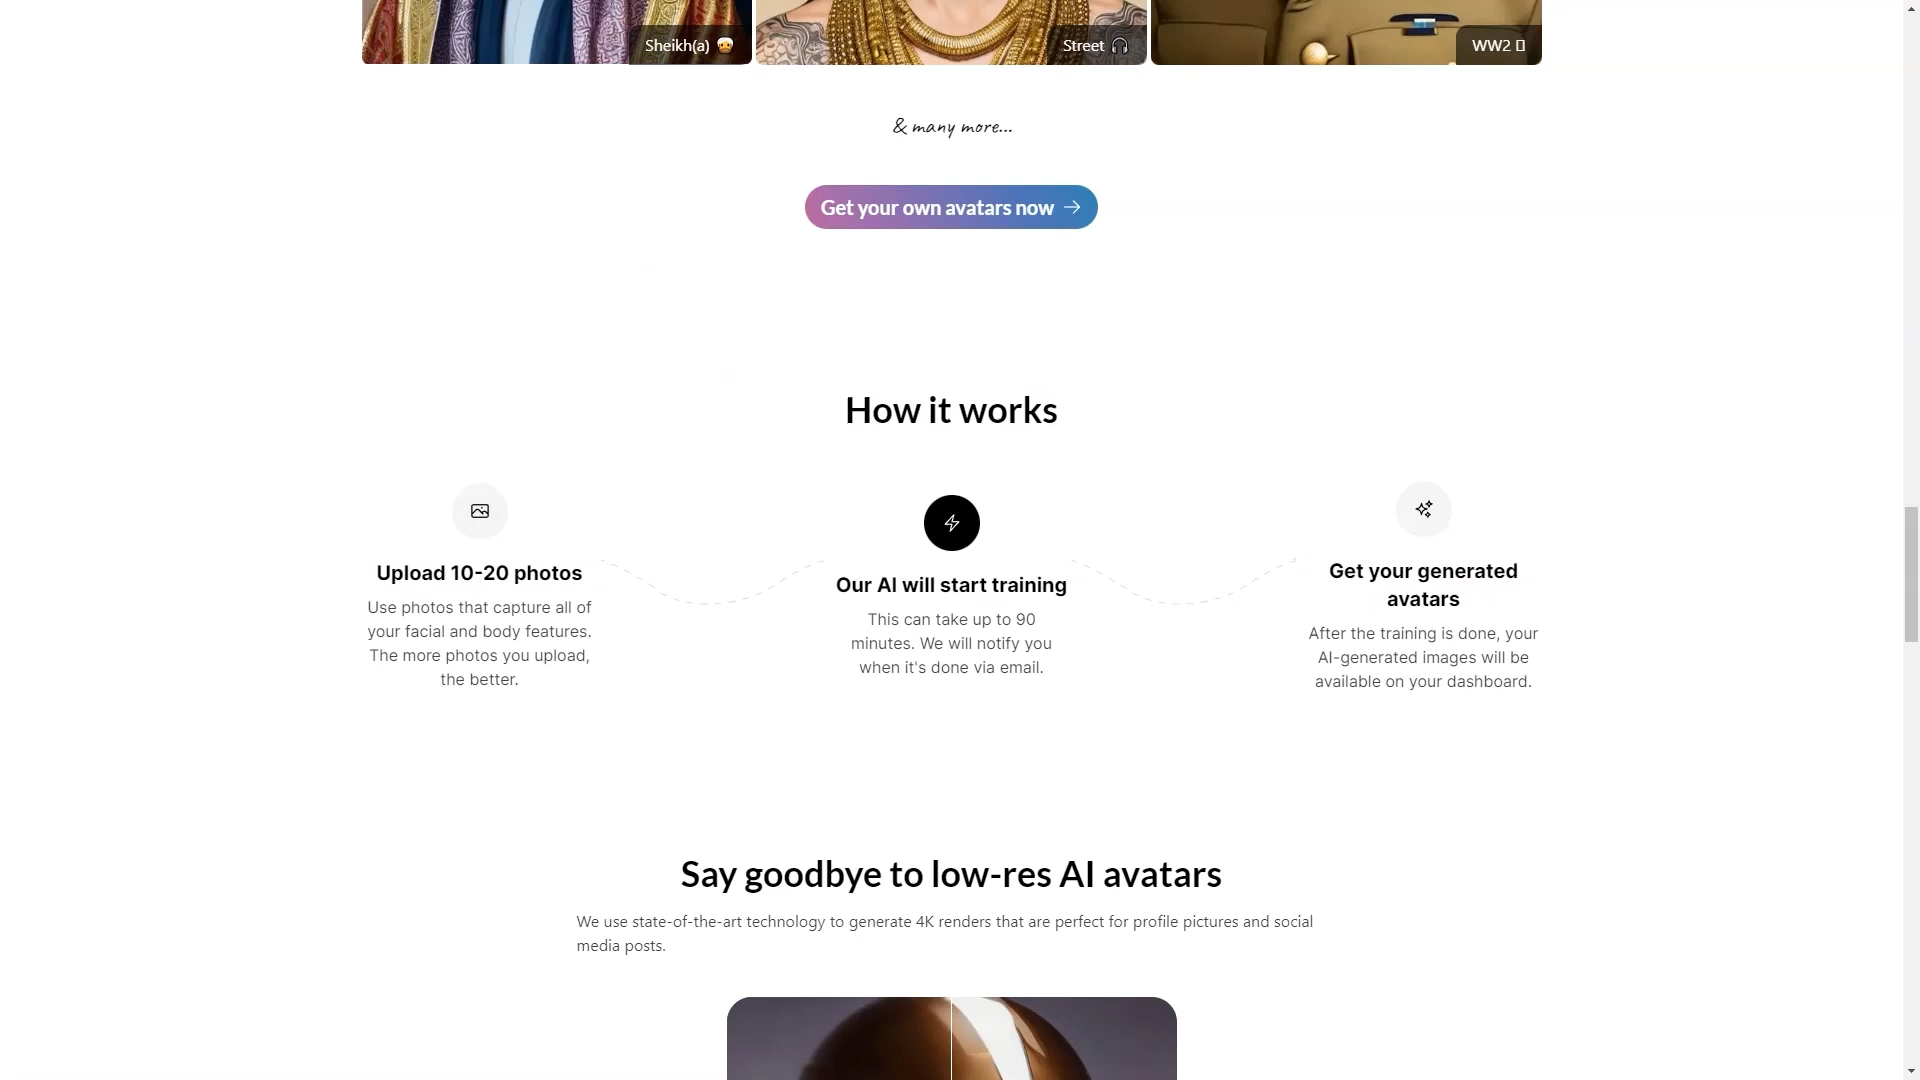 Sheikh(a)
Street
WW2
& many more...
Get your own avatars now
How it works
Upload 10-20 photos
Use photos that capture all of
your facial and body features.
The more photos you upload,
the better.
Our AI will start training
This can take up to 90
minutes. We will notify you
when it's done via email.
Get your generated
avatars
After the training is done, your
AI-generated images will be
available on your dashboard.
Say goodbye to low-res AI avatars
We use state-of-the-art technology to generate 4K renders that are perfect for profile pictures and social
media posts.